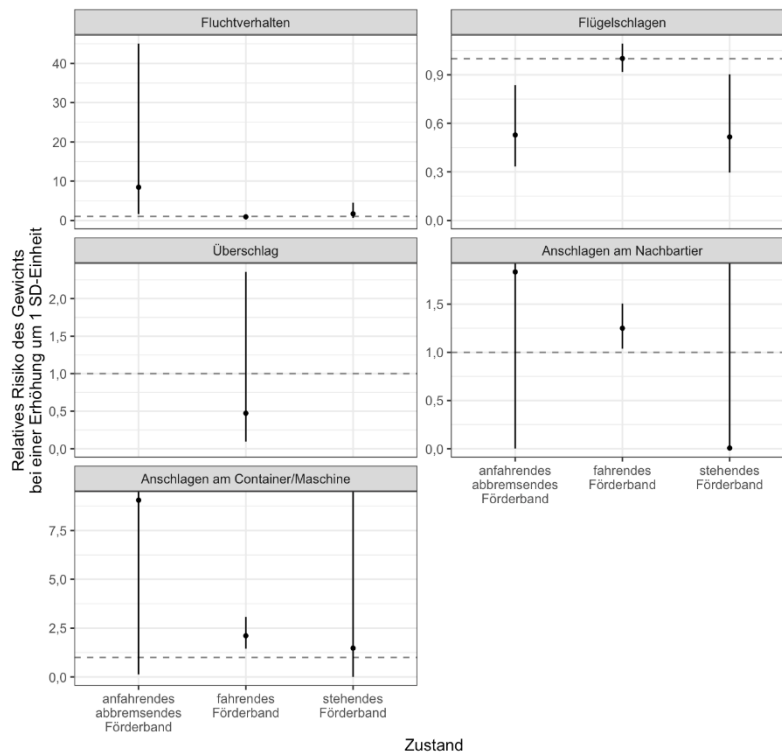 Fluchtverhalten
40
30
20
10
0
Flügelschlagen
0,9
0,6
0,3
0,0
Überschlag
2,0
1,5
1,0
0,5
0,0
Anschlagen am Nachbartier
1,5
1,0
0,5
0,0
anfahrendes
abbremsendes
Förderband
fahrendes
Förderband
stehendes
Förderband
Anschlagen am Container/Maschine
7,5
5,0
2,5
0,0
anfahrendes
abbremsendes
Förderband
fahrendes
Förderband
stehendes
Förderband
Relatives Risiko des Gewichts
bei einer Erhöhung um 1 SD-Einheit
Zustand